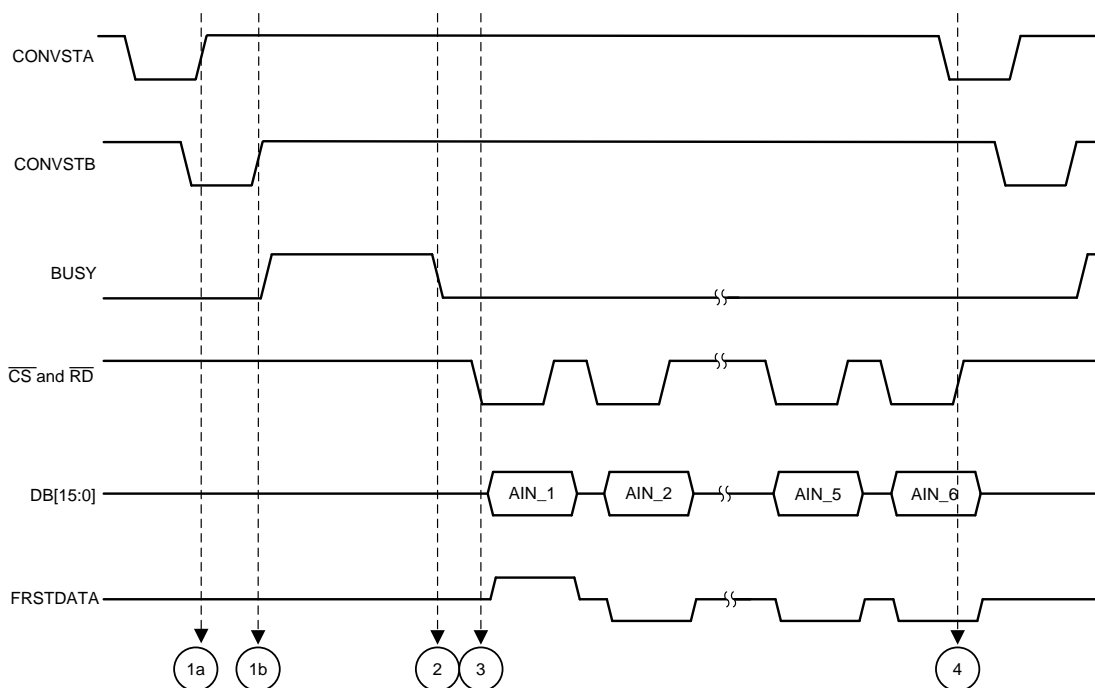 CONVSTA
CONVSTB
BUSY
CS and RD
DB[15:0]
AIN_1
AIN_2
AIN_5
AIN_6
FRSTDATA
1a
1b
2
3
4